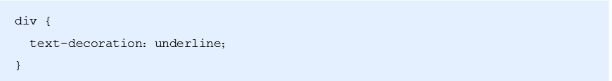 div {
  text-decoration: underline;
}